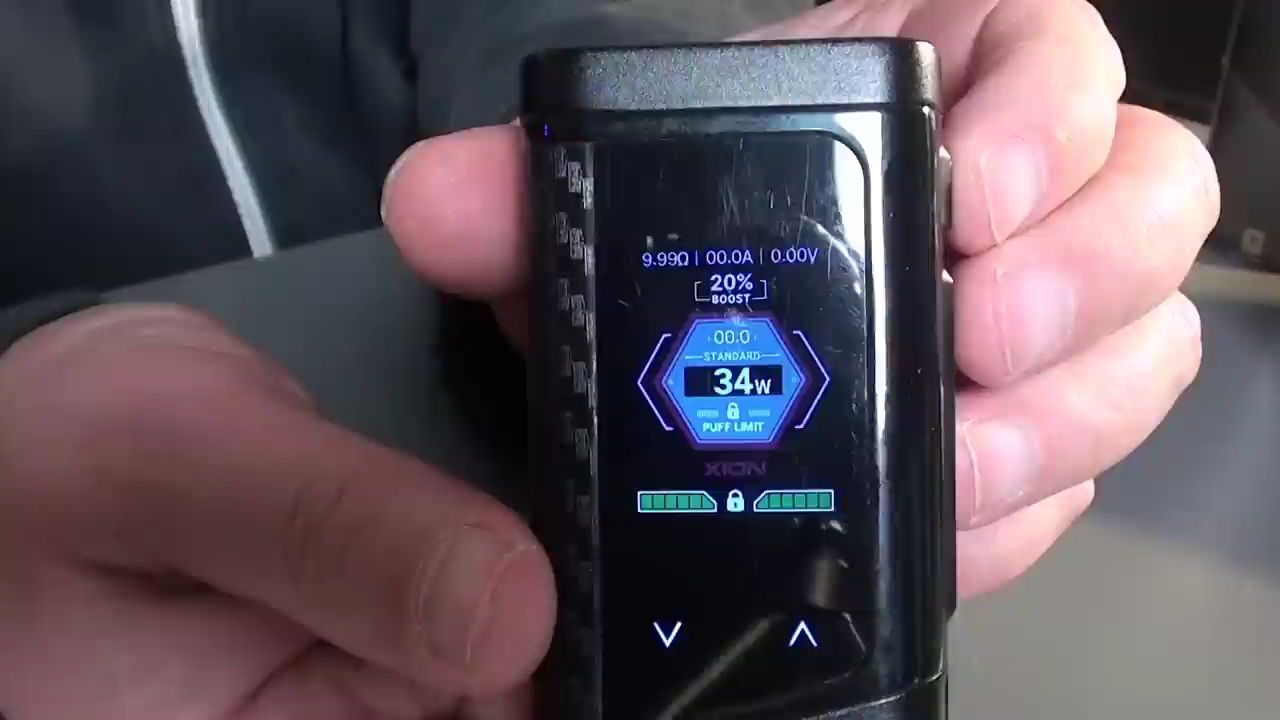 9.99Ω | 00.0A | 0.00V
20%
BOOST
00.0
STANDARD
34W
PUFF LIMIT
XION